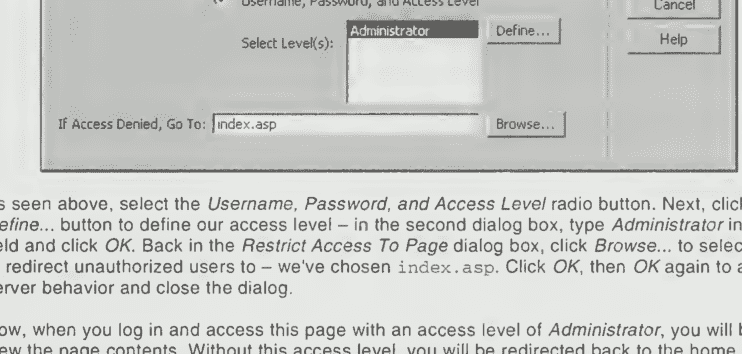 Username, Password, and Access Level
Cancel
Administrator
Define...
Select Level(s):
Help
If Access Denied, Go To: index.asp
Browse...
s seen above, select the Username, Password, and Access Level radio button. Next, clic
efine... button to define our access level – in the second dialog box, type Administrator in
eld and click OK. Back in the Restrict Access To Page dialog box, click Browse... to selec
redirect unauthorized users to – we've chosen index.asp. Click OK, then OK again to a
erver behavior and close the dialog.
ow, when you log in and access this page with an access level of Administrator, you will b
ew the page contents. Without this access level, you will be redirected back to the home